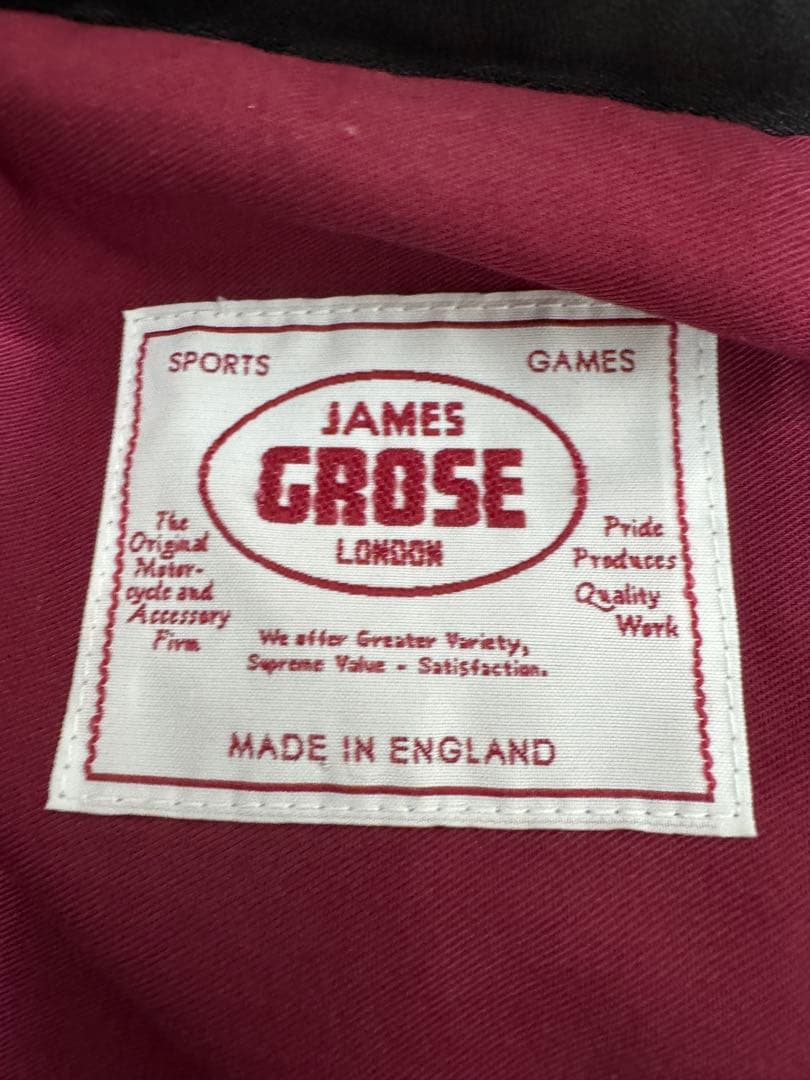 SPORTS GAMES
JAMES
GROSE
LONDON
The
Original
Motor-
cycle and
Accessory
Firm
Pride
Produces
Quality
Work
We offer Greater Variety,
Supreme Value - Satisfaction.
MADE IN ENGLAND